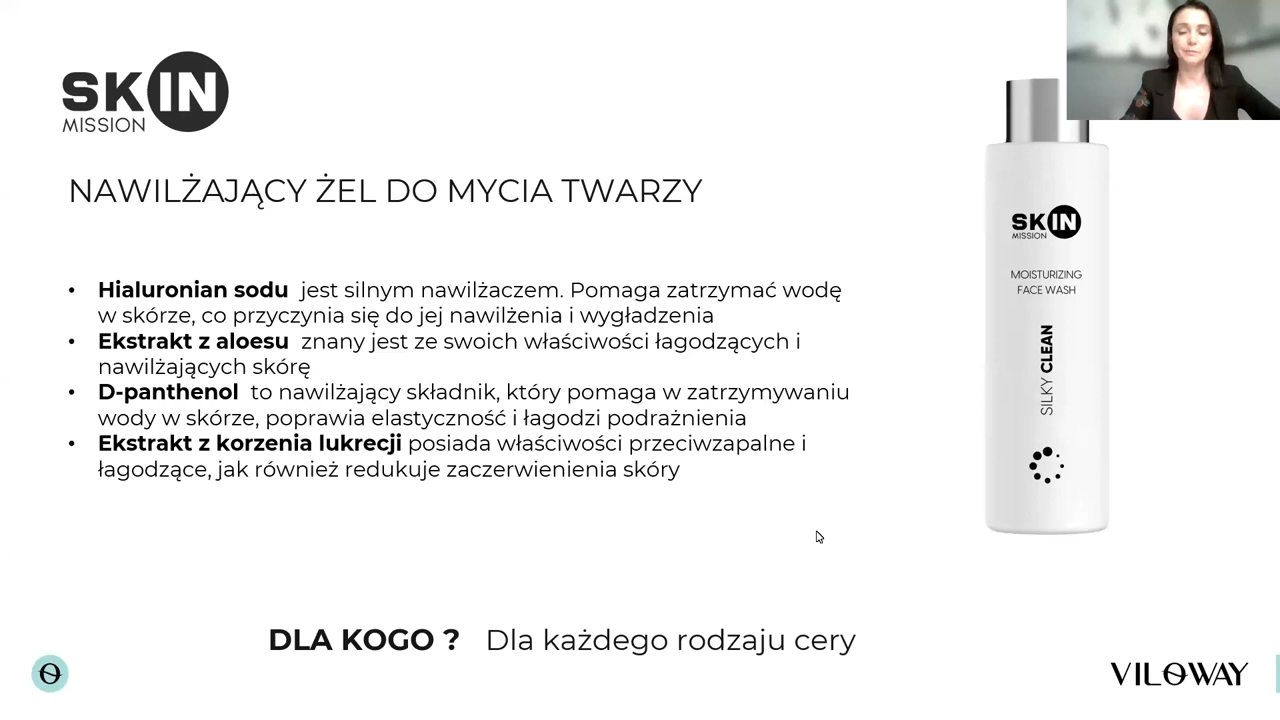 SKIN
MISSION
NAWILŻAJĄCY ŻEL DO MYCIA TWARZY
• Hialuronian sodu jest silnym nawilżaczem. Pomaga zatrzymać wodę
w skórze, co przyczynia się do jej nawilżenia i wygładzenia
• Ekstrakt z aloesu znany jest ze swoich właściwości łagodzących i
nawilżających skórę
• D-panthenol to nawilżający składnik, który pomaga w zatrzymywaniu
wody w skórze, poprawia elastyczność i łagodzi podrażnienia
• Ekstrakt z korzenia lukrecji posiada właściwości przeciwzapalne i
łagodzące, jak również redukuje zaczerwienienia skóry
SKIN
MISSION
MOISTURIZING
FACE WASH
SILKY CLEAN
DLA KOGO ? Dla każdego rodzaju cery
VILOWAY